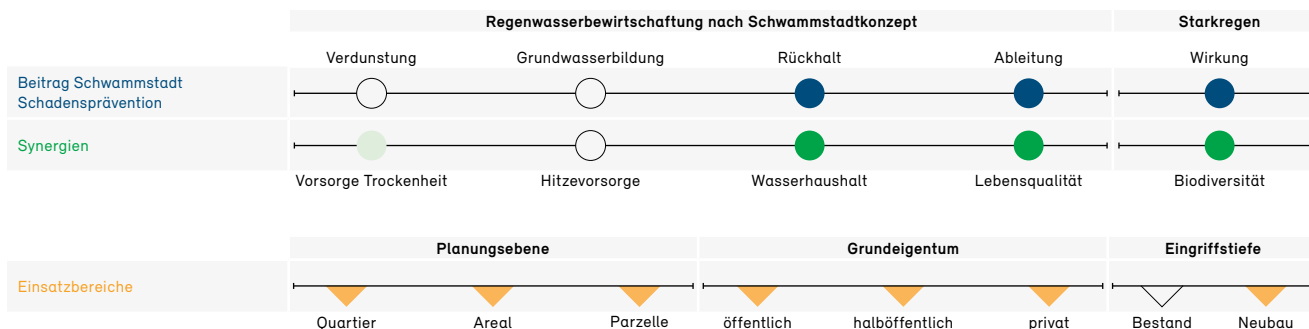 Regenwasserbewirtschaftung nach Schwammstadtkonzept Starkregen
Verdunstung Grundwasserbildung Rückhalt Ableitung Wirkung
Beitrag Schwammstadt
Schadensprävention
Synergien
Vorsorge Trockenheit Hitzevorsorge Wasserhaushalt Lebensqualität Biodiversität
Planungsebene Grundeigentum Eingriffstiefe
Einsatzbereiche
Quartier Areal Parzelle öffentlich halböffentlich privat Bestand Neubau